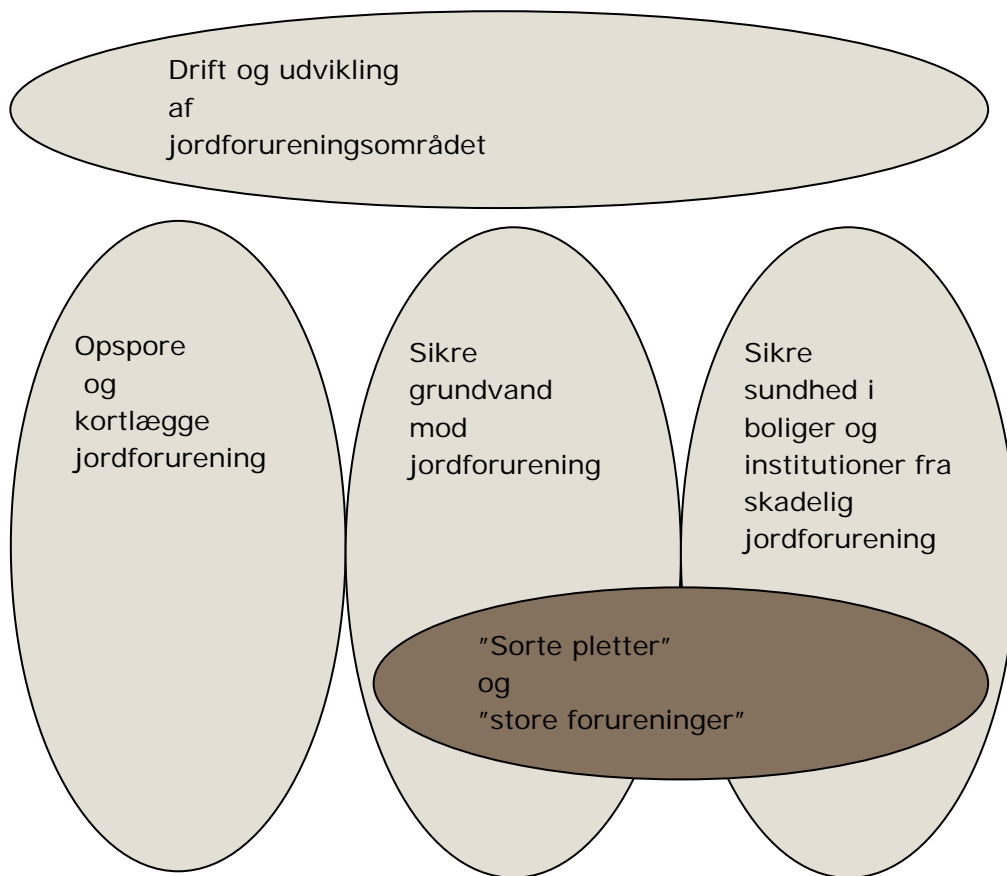 Drift og udvikling
af
jordforureningsområdet
Opspore
og
kortlægge
jordforurening
Sikre
grundvand
mod
jordforurening
Sikre
sundhed i
boliger og
institutioner fra
skadelig
jordforurening
"Sorte pletter"
og
"store forureninger"